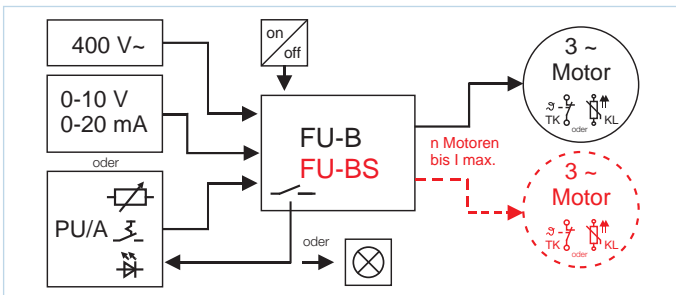 400 V~
0-10 V
0-20 mA
oder
PU/A
on
off
FU-B
FU-BS
oder
n Motoren
bis I max.
3 ~
Motor
ϑ
TK
oder
KL
3 ~
Motor
ϑ
TK
oder
KL